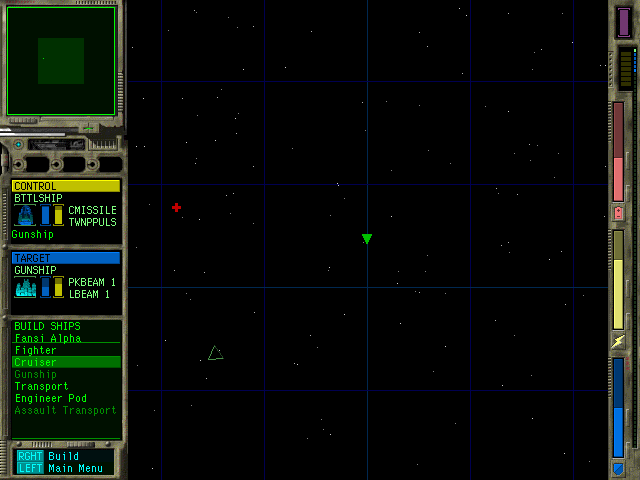 CONTROL
BTTLSHIP
CMISSILE
TWNPPULS
Gunship
TARGET
GUNSHIP
PKBEAM 1
LBEAM 1
BUILD SHIPS
Fansi Alpha
Fighter
Cruiser
Gunship
Transport
Engineer Pod
Assault Transport
RGHT Build
LEFT Main Menu